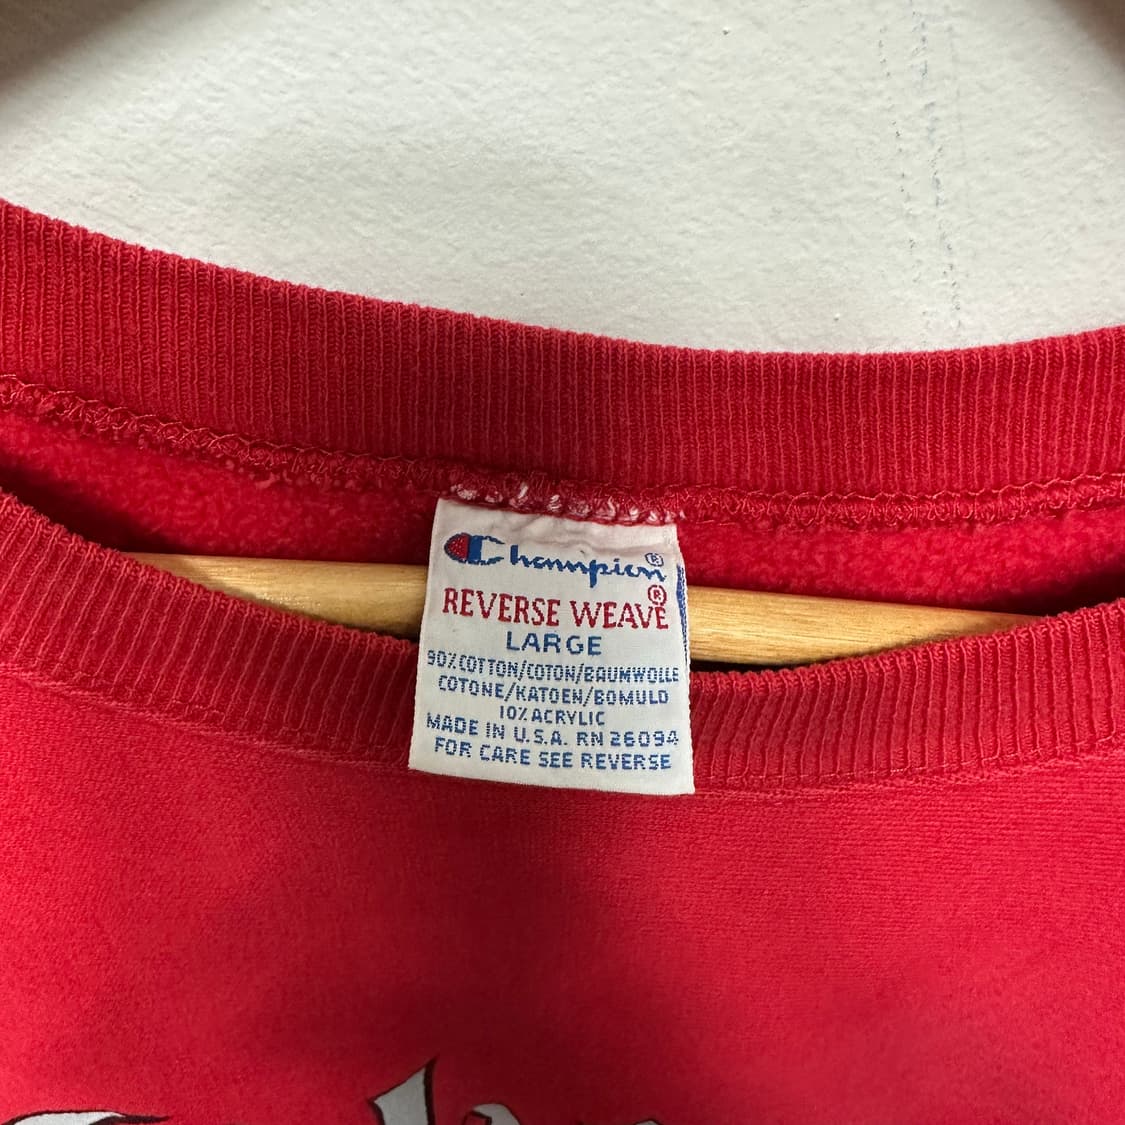 Champion®
REVERSE WEAVE®
LARGE
90% COTTON/COTON/BAUMWOLLE
COTONE/KATOEN/BOMULD
10% ACRYLIC
MADE IN U.S.A. RN 26094
FOR CARE SEE REVERSE